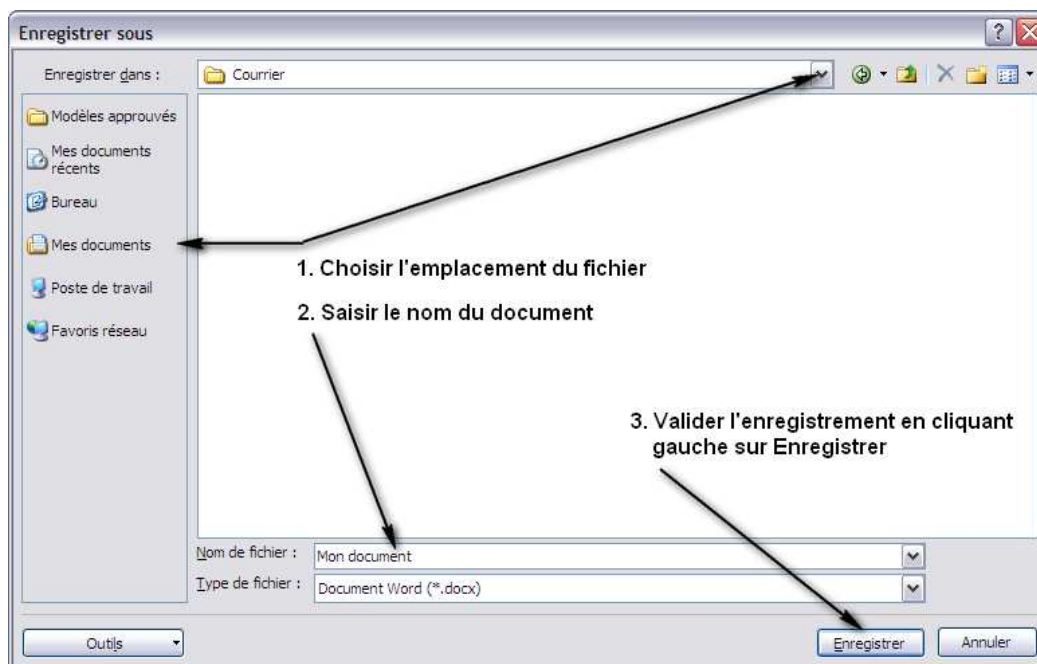 Enregistrer sous
Enregistrer dans :
Courrier
Modèles approuvés
Mes documents
récents
Bureau
Mes documents
Poste de travail
Favoris réseau
1. Choisir l'emplacement du fichier
2. Saisir le nom du document
3. Valider l'enregistrement en cliquant
gauche sur Enregistrer
Nom de fichier :
Mon document
Type de fichier :
Document Word (*.docx)
Outils
Enregistrer
Annuler